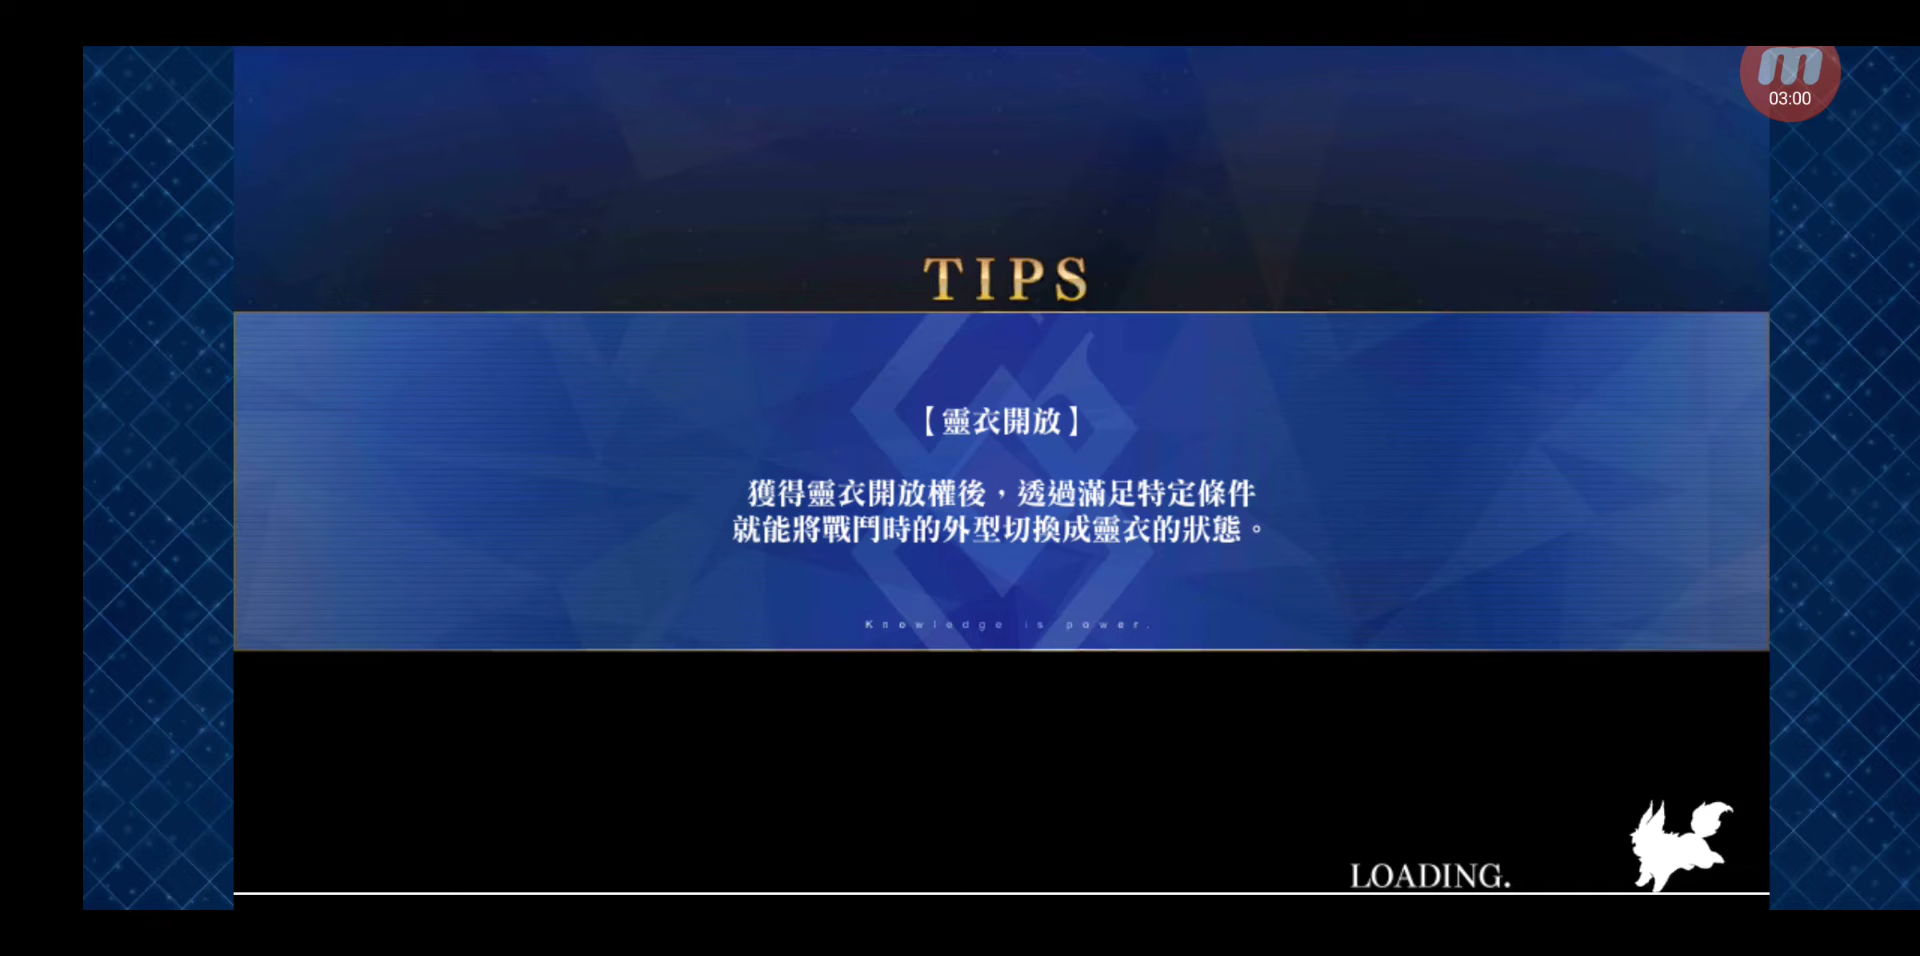 m
03:00
TIPS
【靈衣開放】
獲得靈衣開放權後，透過滿足特定條件
就能將戰鬥時的外型切換成靈衣的狀態。
Knowledge is power.
LOADING.